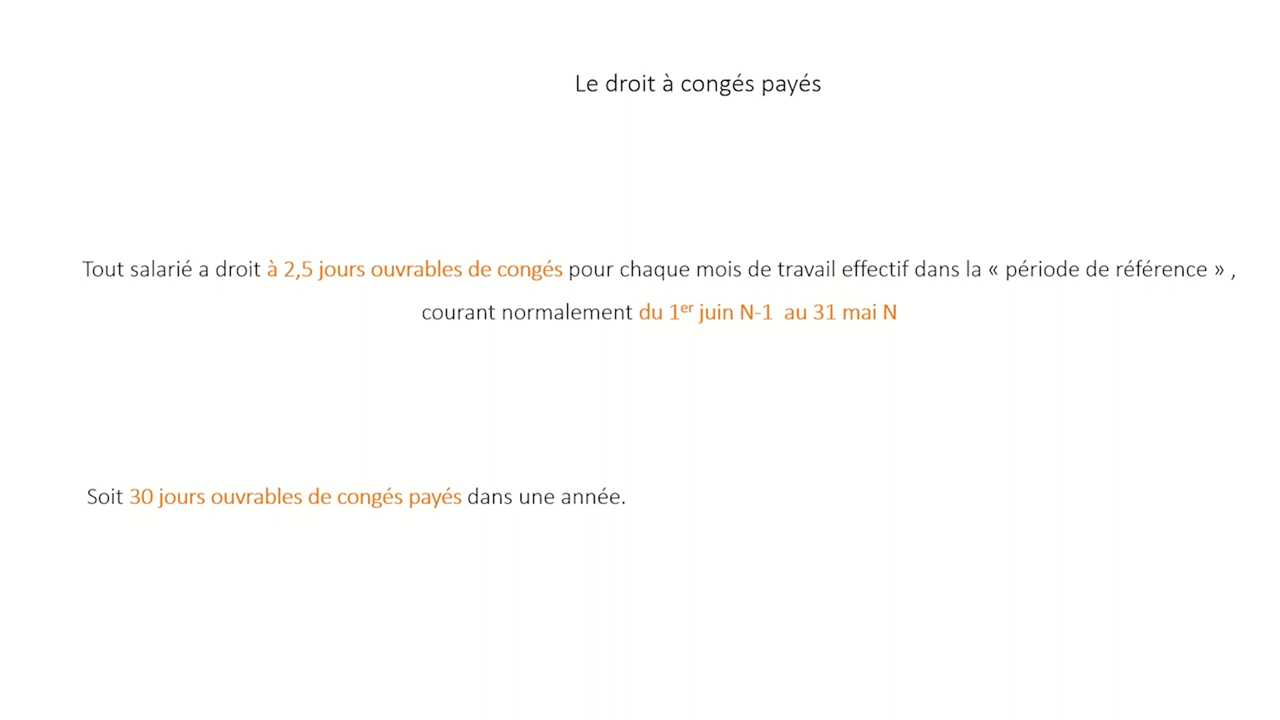 Le droit à congés payés
Tout salarié a droit à 2,5 jours ouvrables de congés pour chaque mois de travail effectif dans la « période de référence » ,
courant normalement du 1er juin N-1 au 31 mai N
Soit 30 jours ouvrables de congés payés dans une année.